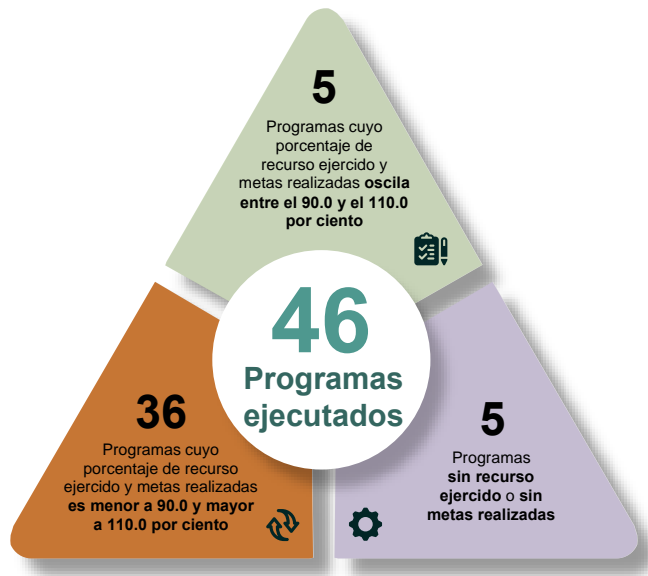 5
Programas cuyo
porcentaje de
recurso ejercido y
metas realizadas oscila
entre el 90.0 y el 110.0
por ciento
46
Programas
ejecutados
36
Programas cuyo
porcentaje de recurso
ejercido y metas realizadas
es menor a 90.0 y mayor
a 110.0 por ciento
5
Programas
sin recurso
ejercido o sin
metas realizadas